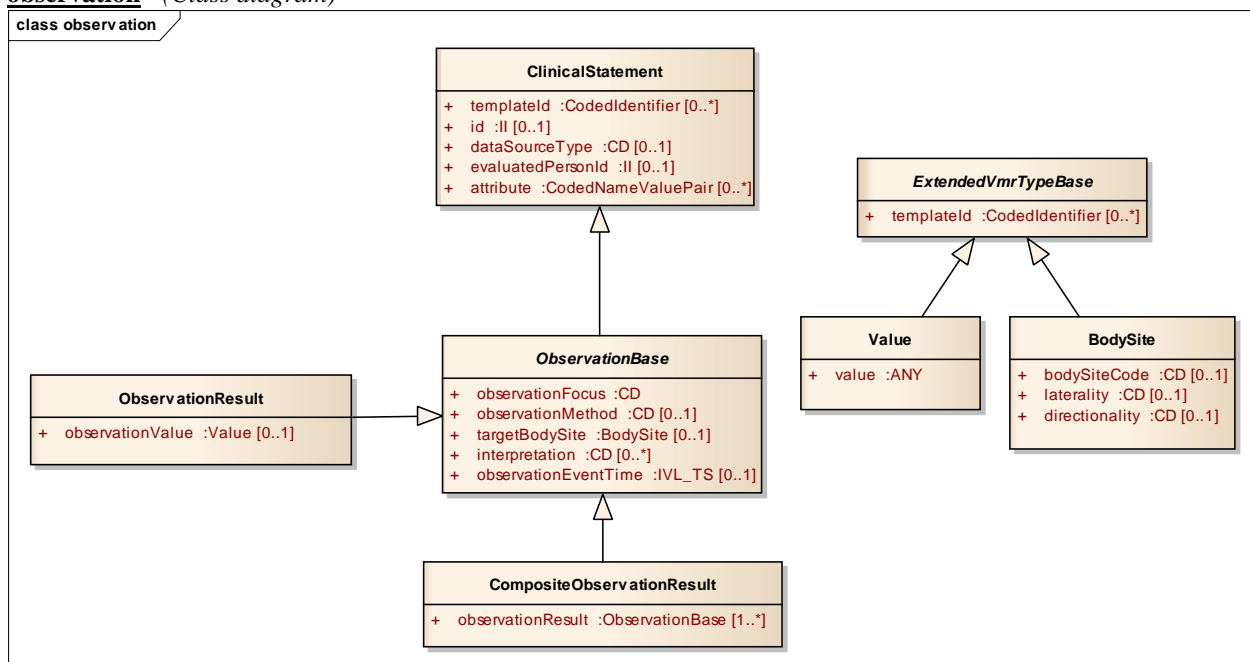 observation (Class diagram)
class observation
ClinicalStatement
+ templateId :CodedIdentifier [0..*]
+ id :II [0..1]
+ dataSourceType :CD [0..1]
+ evaluatedPersonId :II [0..1]
+ attribute :CodedNameValuePair [0..*]
ExtendedVmrTypeBase
+ templateId :CodedIdentifier [0..*]
Value
+ value :ANY
BodySite
+ bodySiteCode :CD [0..1]
+ laterality :CD [0..1]
+ directionality :CD [0..1]
ObservationBase
+ observationFocus :CD
+ observationMethod :CD [0..1]
+ targetBodySite :BodySite [0..1]
+ interpretation :CD [0..*]
+ observationEventTime :IVL_TS [0..1]
ObservationResult
+ observationValue :Value [0..1]
CompositeObservationResult
+ observationResult :ObservationBase [1..*]